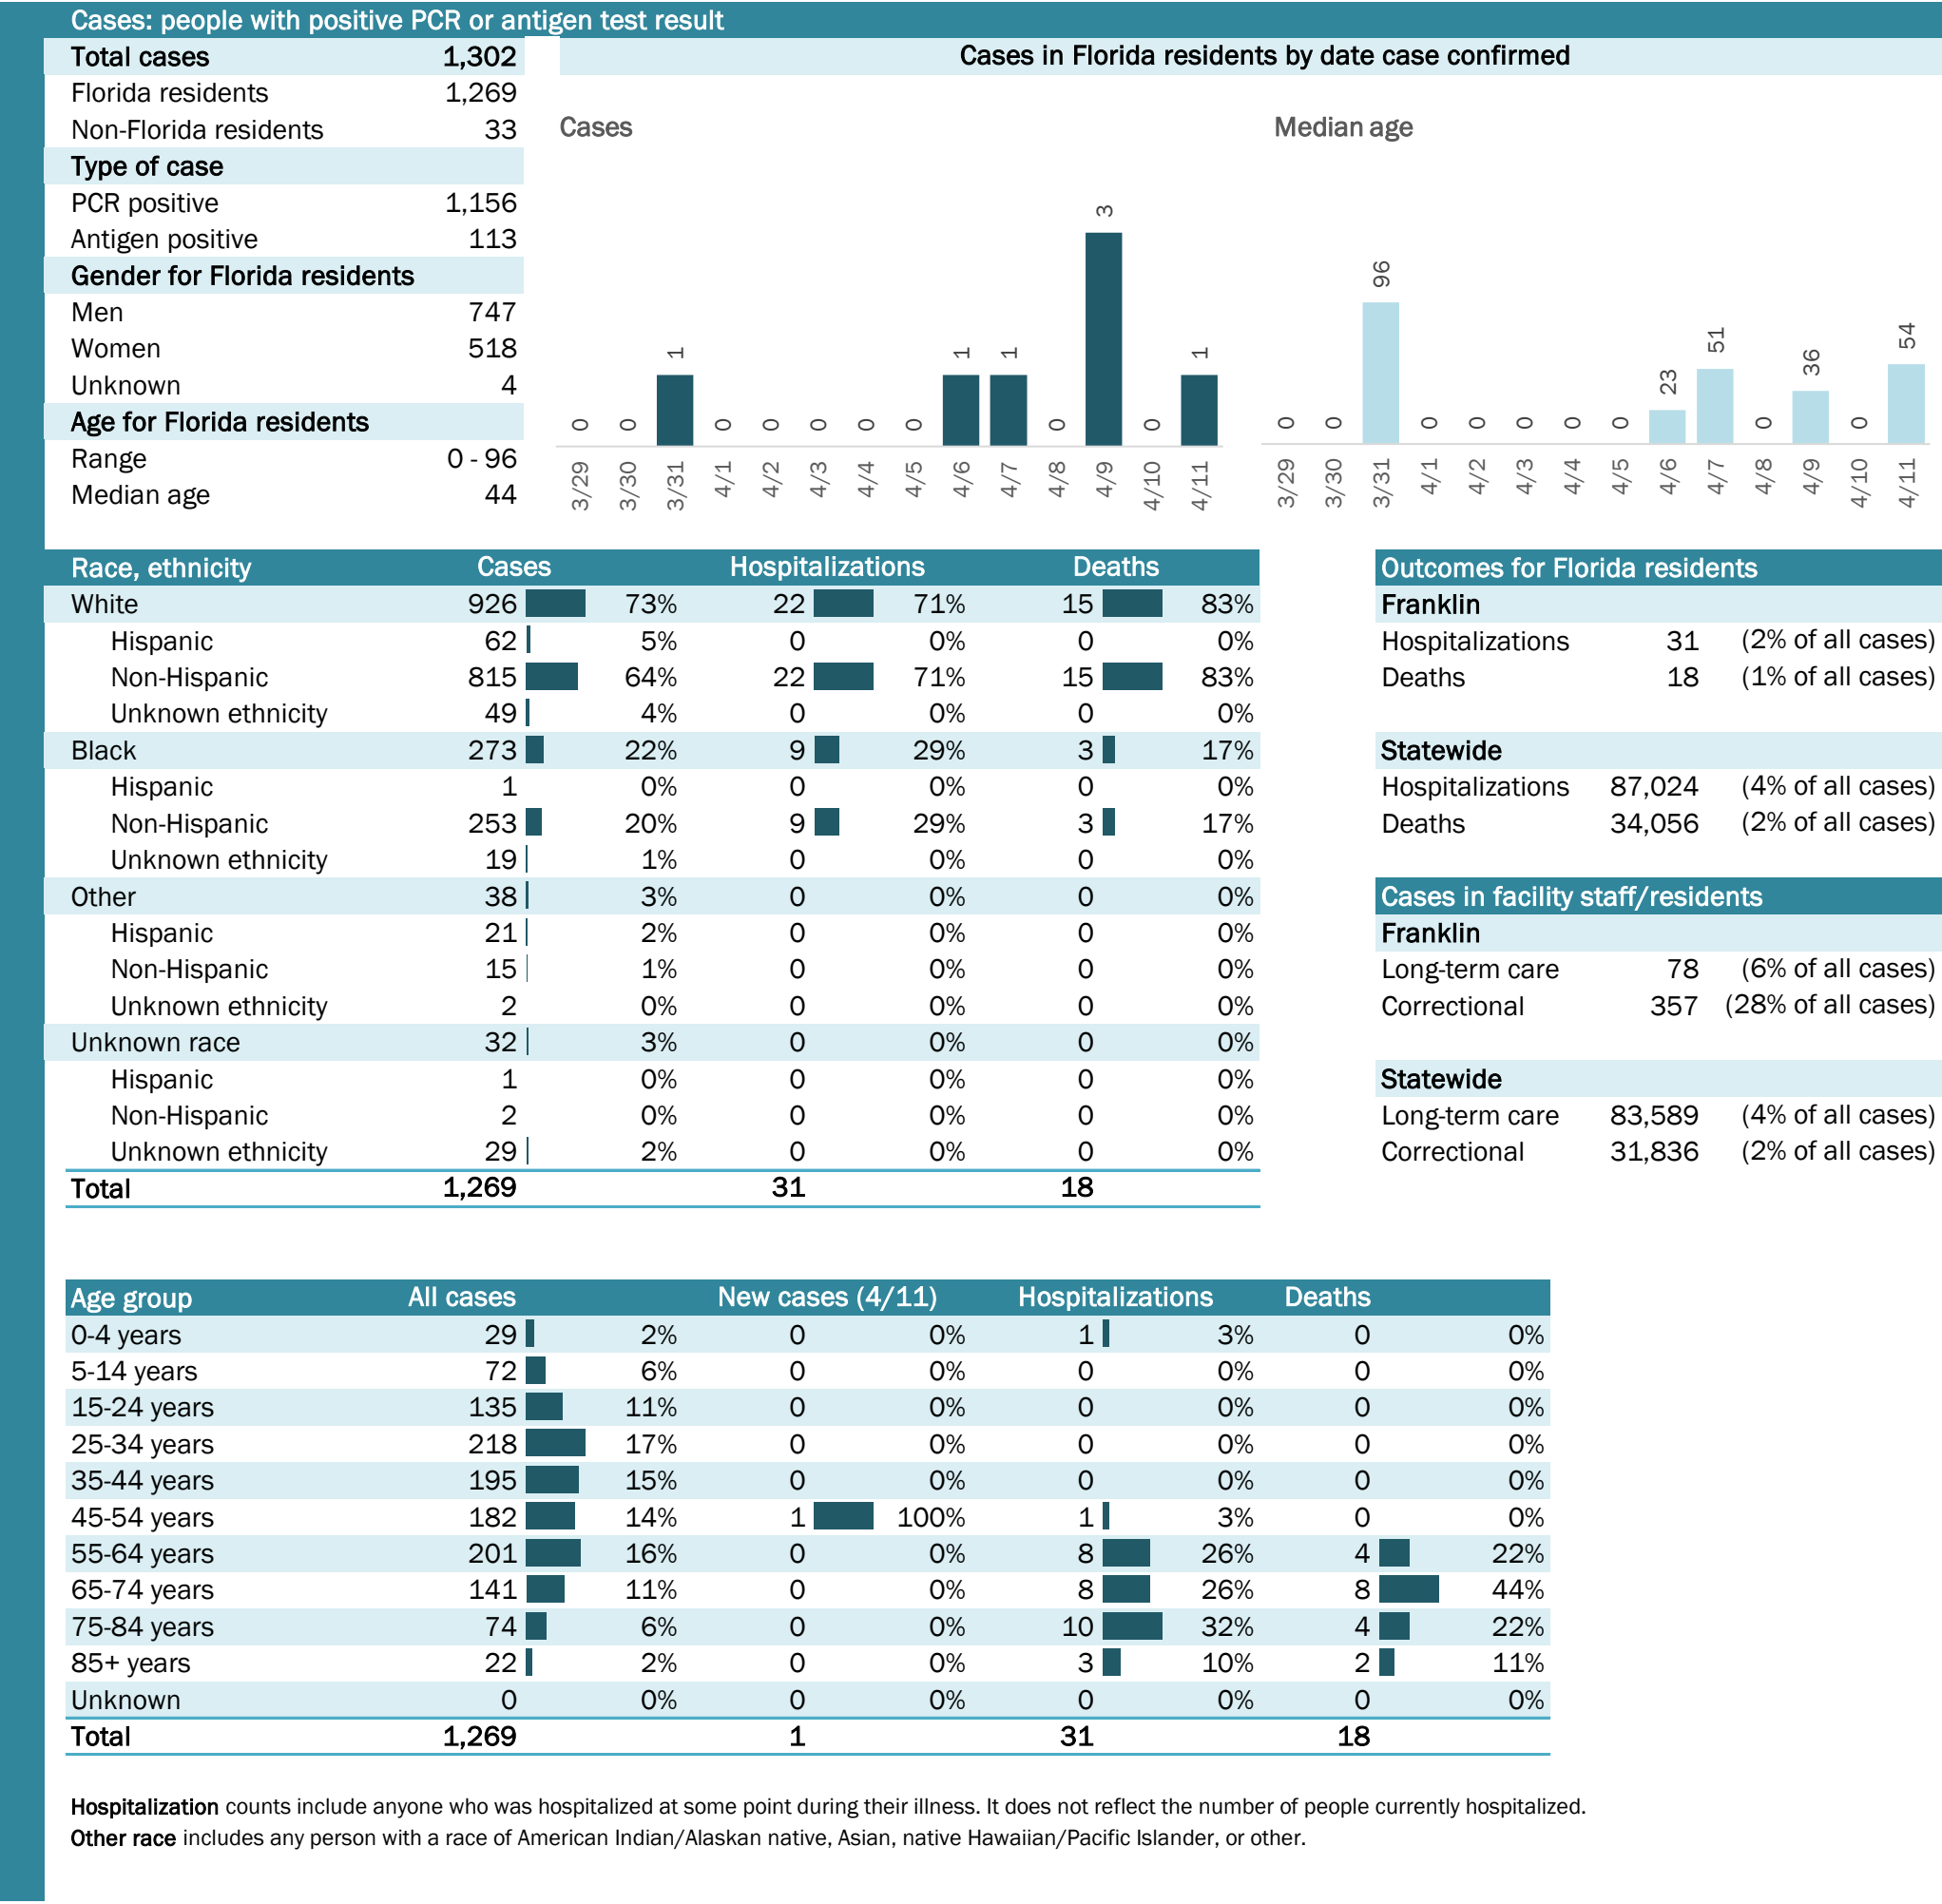 Cases: people with positive PCR or antigen test result
Total cases 1,302
Florida residents 1,269
Non-Florida residents 33
Type of case
PCR positive 1,156
Antigen positive 113
Gender for Florida residents
Men 747
Women 518
Unknown 4
Age for Florida residents
Range 0 - 96
Median age 44
Cases in Florida residents by date case confirmed
Cases
0 0 1 0 0 0 0 0 1 1 0 3 0 1
3/29 3/30 3/31 4/1 4/2 4/3 4/4 4/5 4/6 4/7 4/8 4/9 4/10 4/11
Median age
0 0 96 0 0 0 0 0 23 51 0 36 0 54
3/29 3/30 3/31 4/1 4/2 4/3 4/4 4/5 4/6 4/7 4/8 4/9 4/10 4/11
Race, ethnicity Cases Hospitalizations Deaths
White 926 73% 22 71% 15 83%
Hispanic 62 5% 0 0% 0 0%
Non-Hispanic 815 64% 22 71% 15 83%
Unknown ethnicity 49 4% 0 0% 0 0%
Black 273 22% 9 29% 3 17%
Hispanic 1 0% 0 0% 0 0%
Non-Hispanic 253 20% 9 29% 3 17%
Unknown ethnicity 19 1% 0 0% 0 0%
Other 38 3% 0 0% 0 0%
Hispanic 21 2% 0 0% 0 0%
Non-Hispanic 15 1% 0 0% 0 0%
Unknown ethnicity 2 0% 0 0% 0 0%
Unknown race 32 3% 0 0% 0 0%
Hispanic 1 0% 0 0% 0 0%
Non-Hispanic 2 0% 0 0% 0 0%
Unknown ethnicity 29 2% 0 0% 0 0%
Total 1,269 31 18
Outcomes for Florida residents
Franklin
Hospitalizations 31 (2% of all cases)
Deaths 18 (1% of all cases)
Statewide
Hospitalizations 87,024 (4% of all cases)
Deaths 34,056 (2% of all cases)
Cases in facility staff/residents
Franklin
Long-term care 78 (6% of all cases)
Correctional 357 (28% of all cases)
Statewide
Long-term care 83,589 (4% of all cases)
Correctional 31,836 (2% of all cases)
Age group All cases New cases (4/11) Hospitalizations Deaths
0-4 years 29 2% 0 0% 1 3% 0 0%
5-14 years 72 6% 0 0% 0 0% 0 0%
15-24 years 135 11% 0 0% 0 0% 0 0%
25-34 years 218 17% 0 0% 0 0% 0 0%
35-44 years 195 15% 0 0% 0 0% 0 0%
45-54 years 182 14% 1 100% 1 3% 0 0%
55-64 years 201 16% 0 0% 8 26% 4 22%
65-74 years 141 11% 0 0% 8 26% 8 44%
75-84 years 74 6% 0 0% 10 32% 4 22%
85+ years 22 2% 0 0% 3 10% 2 11%
Unknown 0 0% 0 0% 0 0% 0 0%
Total 1,269 1 31 18
Hospitalization counts include anyone who was hospitalized at some point during their illness. It does not reflect the number of people currently hospitalized.
Other race includes any person with a race of American Indian/Alaskan native, Asian, native Hawaiian/Pacific Islander, or other.